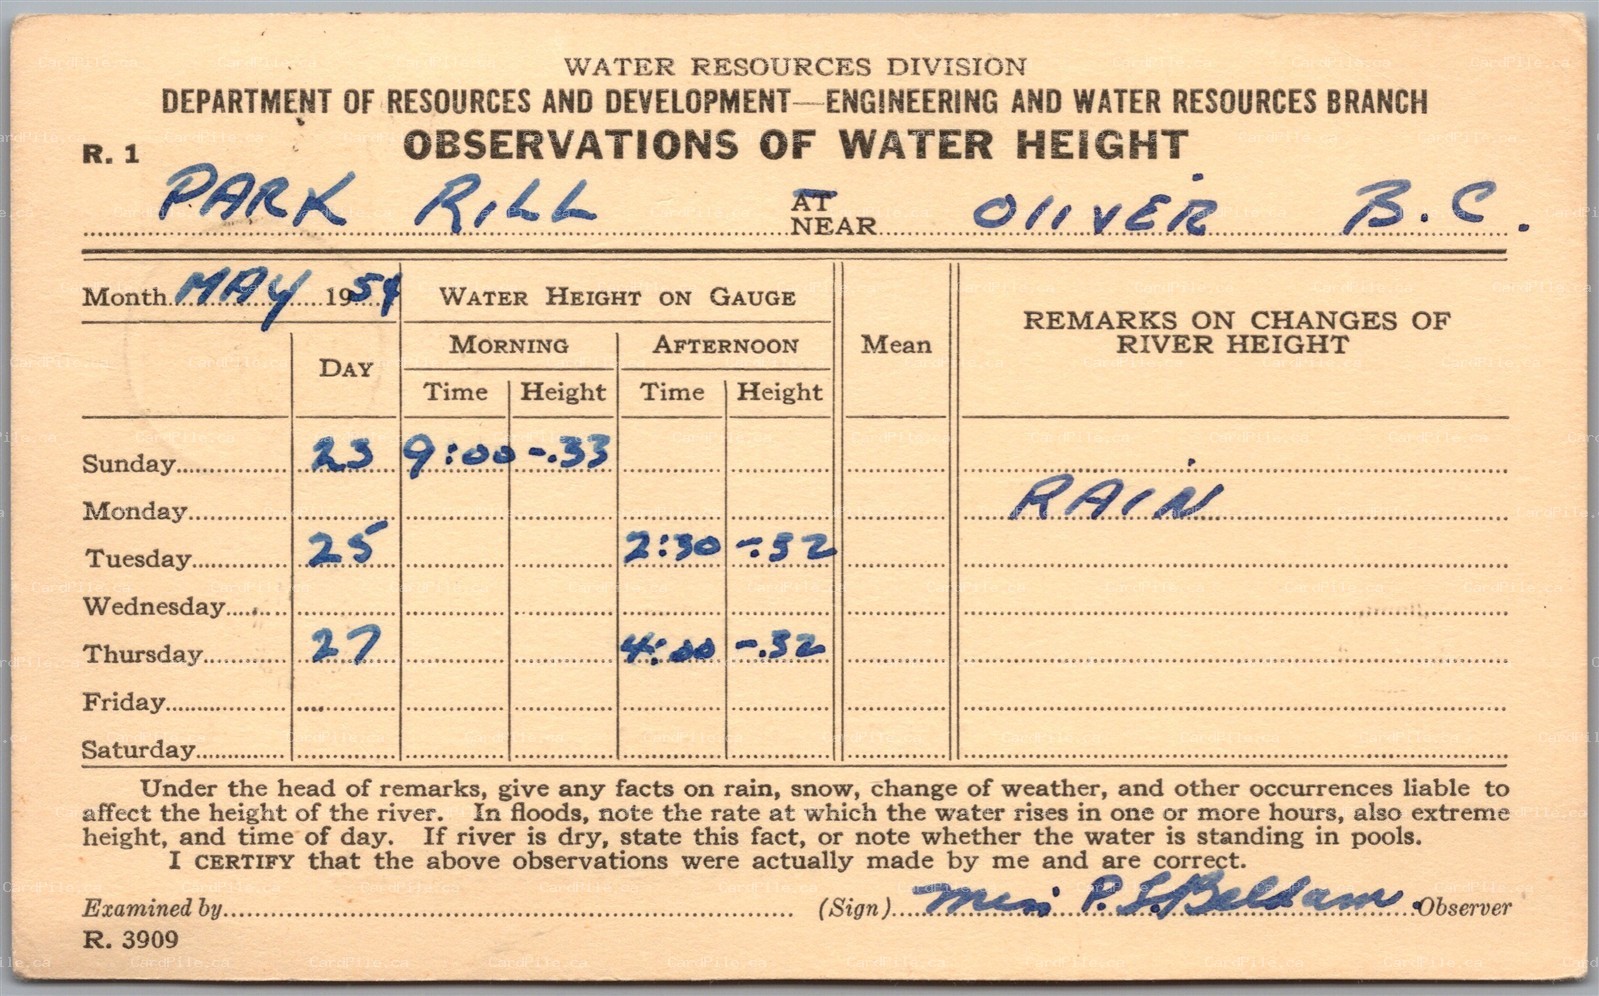 WATER RESOURCES DIVISION
DEPARTMENT OF RESOURCES AND DEVELOPMENT—ENGINEERING AND WATER RESOURCES BRANCH
R. 1 OBSERVATIONS OF WATER HEIGHT
PARK RILL AT NEAR OLIVER B.C.
Month MAY 1954 WATER HEIGHT ON GAUGE
DAY MORNING AFTERNOON Mean REMARKS ON CHANGES OF RIVER HEIGHT
Time Height Time Height
Sunday 23 9:00 -.33
Monday RAIN
Tuesday 25 2:30 -.32
Wednesday
Thursday 27 4:00 -.32
Friday
Saturday
Under the head of remarks, give any facts on rain, snow, change of weather, and other occurrences liable to
affect the height of the river. In floods, note the rate at which the water rises in one or more hours, also extreme
height, and time of day. If river is dry, state this fact, or note whether the water is standing in pools.
I CERTIFY that the above observations were actually made by me and are correct.
Examined by (Sign) P. Beldam Observer
R. 3909
CardPile.ca